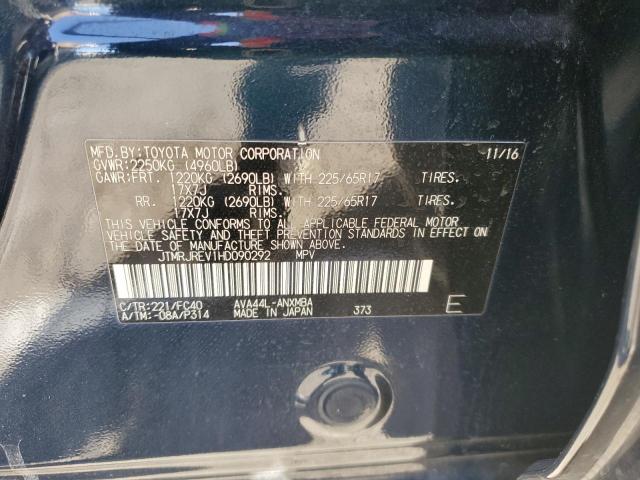 MFD.BY:TOYOTA MOTOR CORPORATION 11/16
GVWR:2250KG (4960LB)
GAWR:FRT. 1220KG (2690LB) WITH 225/65R17 TIRES.
17X7J RIMS.
RR. 1220KG (2690LB) WITH 225/65R17 TIRES.
17X7J RIMS.
THIS VEHICLE CONFORMS TO ALL APPLICABLE FEDERAL MOTOR
VEHICLE SAFETY AND THEFT PREVENTION STANDARDS IN EFFECT ON
THE DATE OF MANUFACTURE SHOWN ABOVE.
JTMRJREV1HD090292 MPV
C/TR:221/FC40 AVA44L-ANXMBA
A/TM:-08A/P314 MADE IN JAPAN 373 E